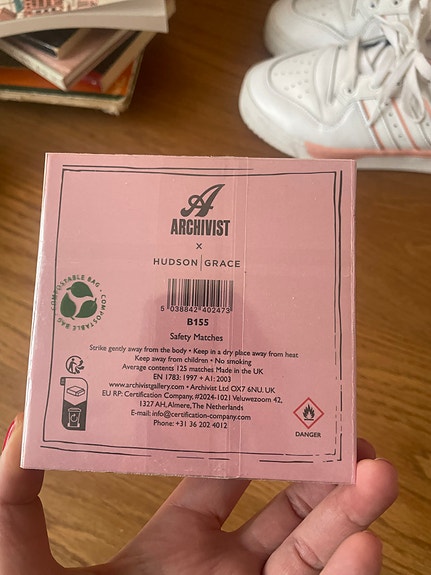 A
ARCHIVIST
X
HUDSON | GRACE
COMPOSTABLE BAG · COMPOSTABLE BAG ·
5 038842 402473
B155
Safety Matches
Strike gently away from the body • Keep in a dry place away from heat
Keep away from children • No smoking
Average contents 125 matches Made in the UK
EN 1783: 1997 + A1: 2003
www.archivistgallery.com • Archivist Ltd OX7 6NU. UK
EU RP: Certification Company, #2024-1021 Veluwezoom 42,
1327 AH, Almere, The Netherlands
E-mail: info@certification-company.com
Phone: +31 36 202 4012
DANGER